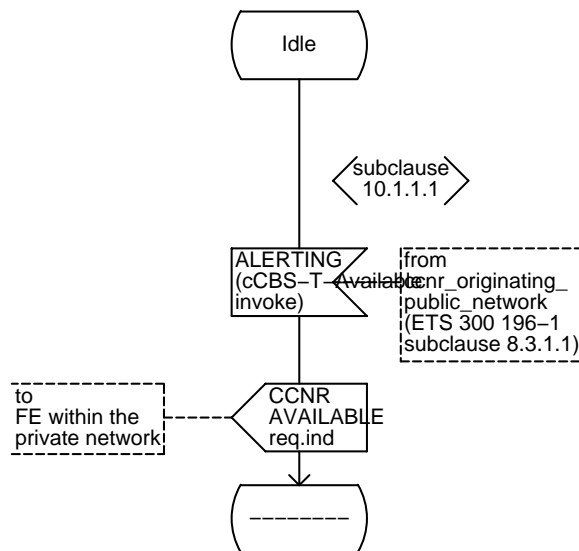 Idle
subclause
10.1.1.1
ALERTING
(cCBS–T–Available
invoke)
from
ccnr_originating_
public_network
(ETS 300 196–1
subclause 8.3.1.1)
to
FE within the
private network
CCNR
AVAILABLE
req.ind
––––––––